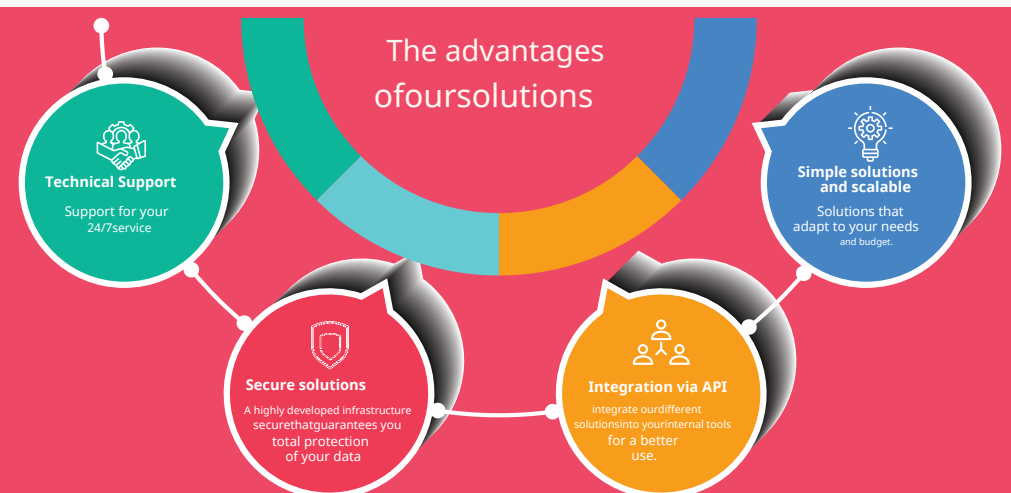 The advantages
ofoursolutions
Technical Support
Support for your
24/7service
Secure solutions
A highly developed infrastructure
securethatguarantees you
total protection
of your data
Integration via API
integrate ourdifferent
solutionsinto yourinternal tools
for a better
use.
Simple solutions
and scalable
Solutions that
adapt to your needs
and budget.